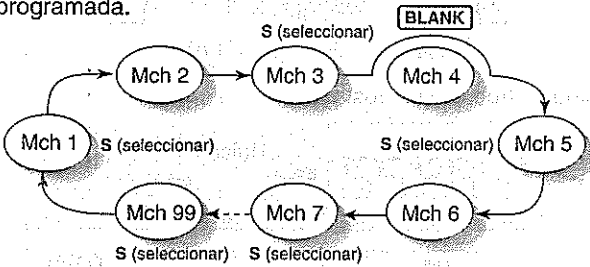 programada.
BLANK
S (seleccionar)
Mch 2
Mch 3
Mch 4
Mch 1
S (seleccionar)
S (seleccionar)
Mch 5
Mch 99
Mch 7
Mch 6
S (seleccionar)
S (seleccionar)